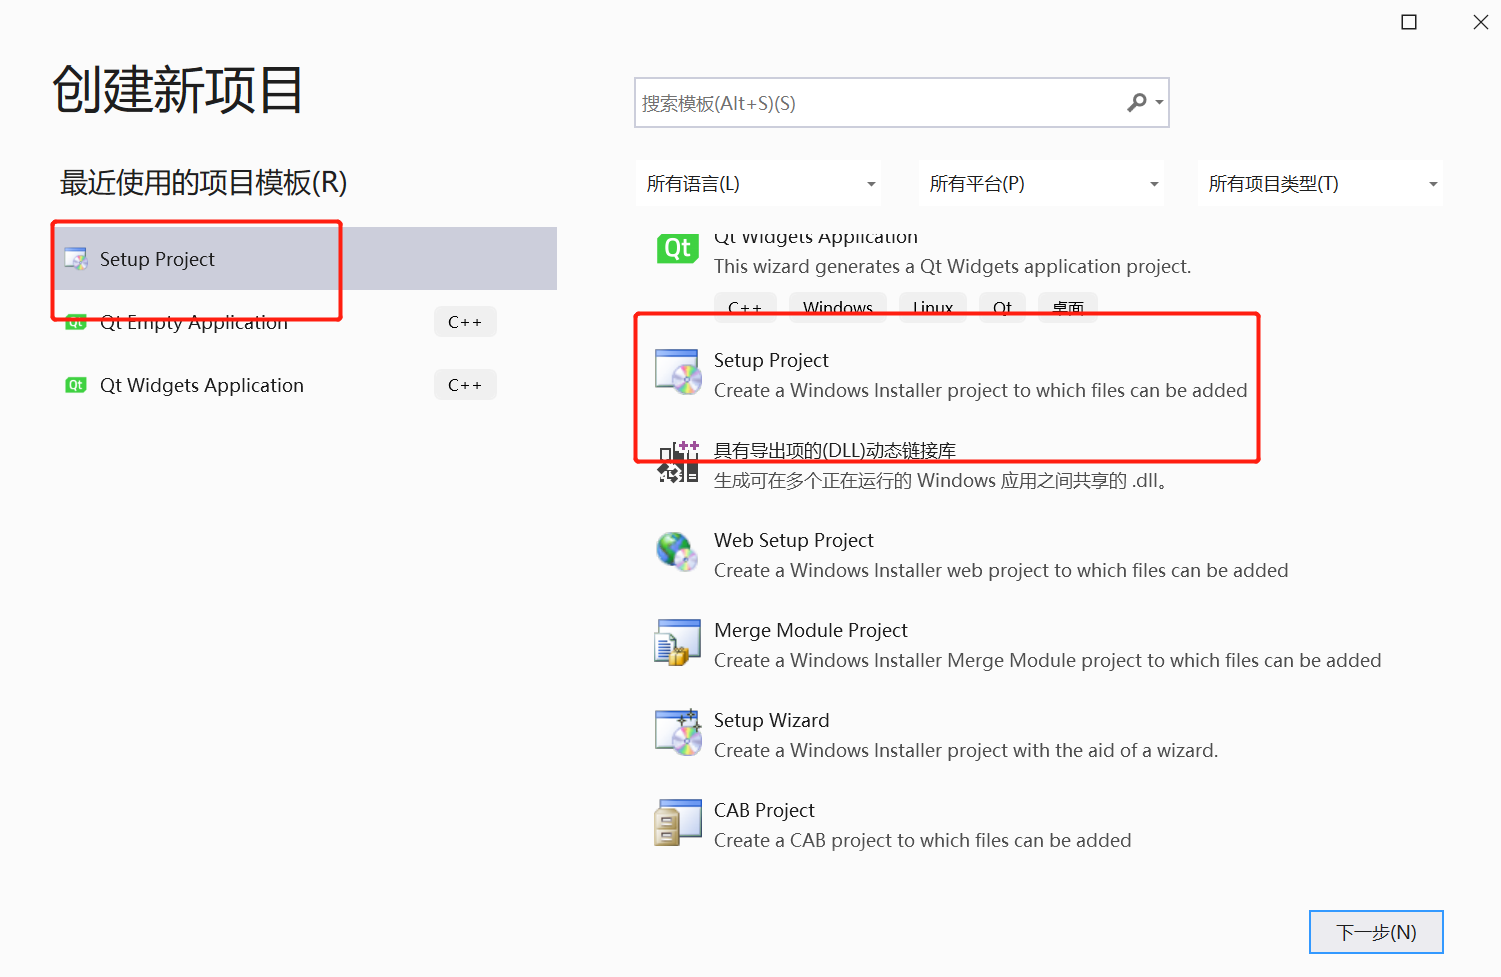 创建新项目
搜索模板(Alt+S)(S)
最近使用的项目模板(R)
所有语言(L)
所有平台(P)
所有项目类型(T)
Setup Project
Qt Empty Application
C++
Qt Widgets Application
C++
Qt
Qt Widgets Application
This wizard generates a Qt Widgets application project.
C++ Windows Linux Qt 桌面
Setup Project
Create a Windows Installer project to which files can be added
具有导出项的(DLL)动态链接库
生成可在多个正在运行的 Windows 应用之间共享的 .dll。
Web Setup Project
Create a Windows Installer web project to which files can be added
Merge Module Project
Create a Windows Installer Merge Module project to which files can be added
Setup Wizard
Create a Windows Installer project with the aid of a wizard.
CAB Project
Create a CAB project to which files can be added
下一步(N)